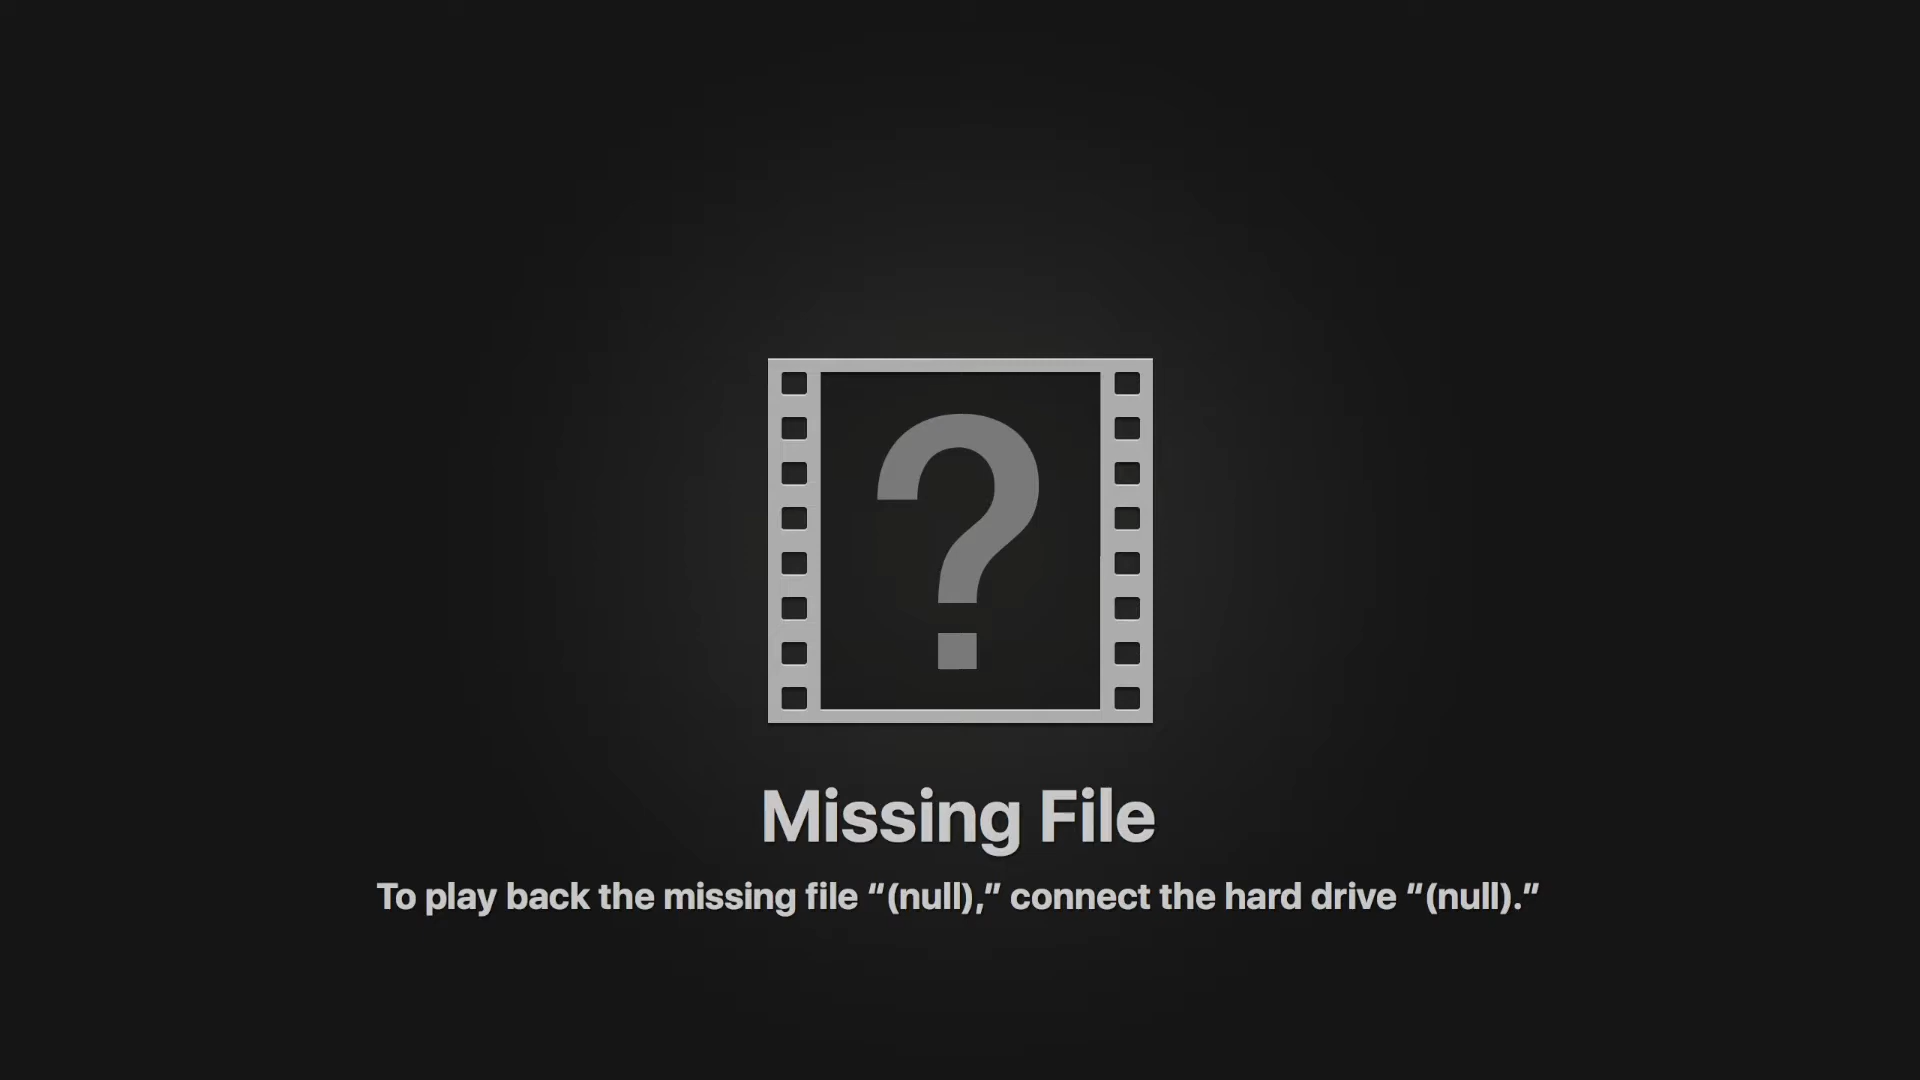 ?
Missing File
To play back the missing file “(null),” connect the hard drive “(null).”